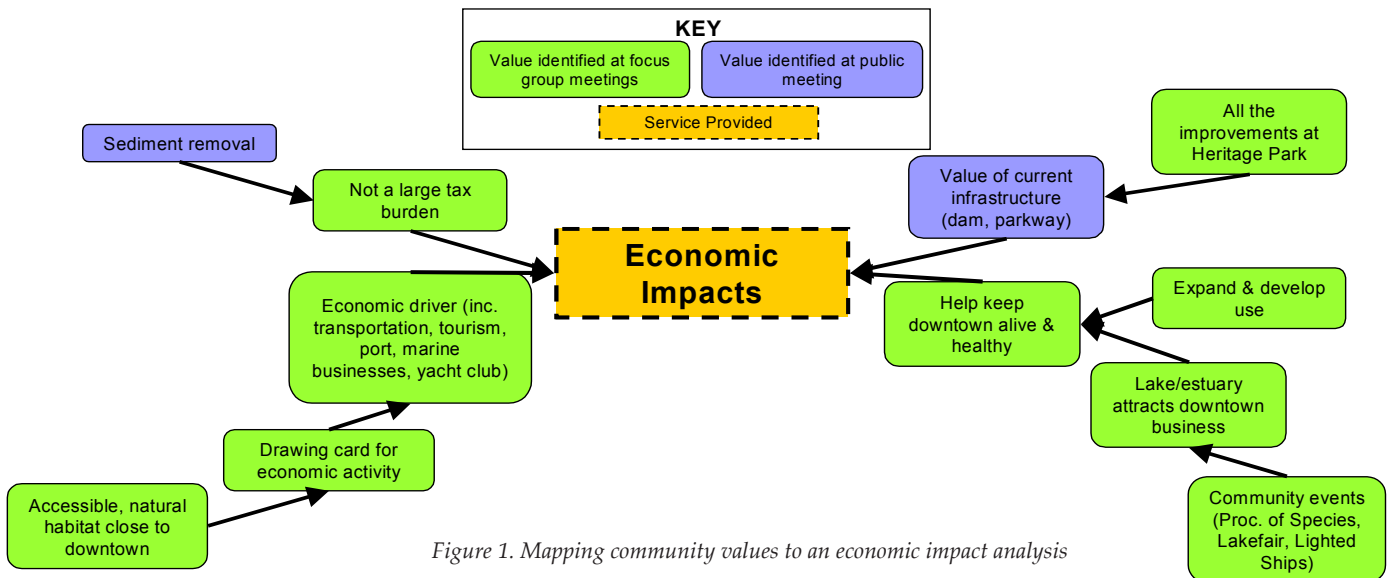 KEY
Value identified at focus
group meetings
Value identified at public
meeting
Service Provided
Sediment removal
Not a large tax
burden
Economic driver (inc.
transportation, tourism,
port, marine
businesses, yacht club)
Drawing card for
economic activity
Accessible, natural
habitat close to
downtown
Economic
Impacts
All the
improvements at
Heritage Park
Value of current
infrastructure
(dam, parkway)
Help keep
downtown alive &
healthy
Expand & develop
use
Lake/estuary
attracts downtown
business
Community events
(Proc. of Species,
Lakefair, Lighted
Ships)
Figure 1. Mapping community values to an economic impact analysis